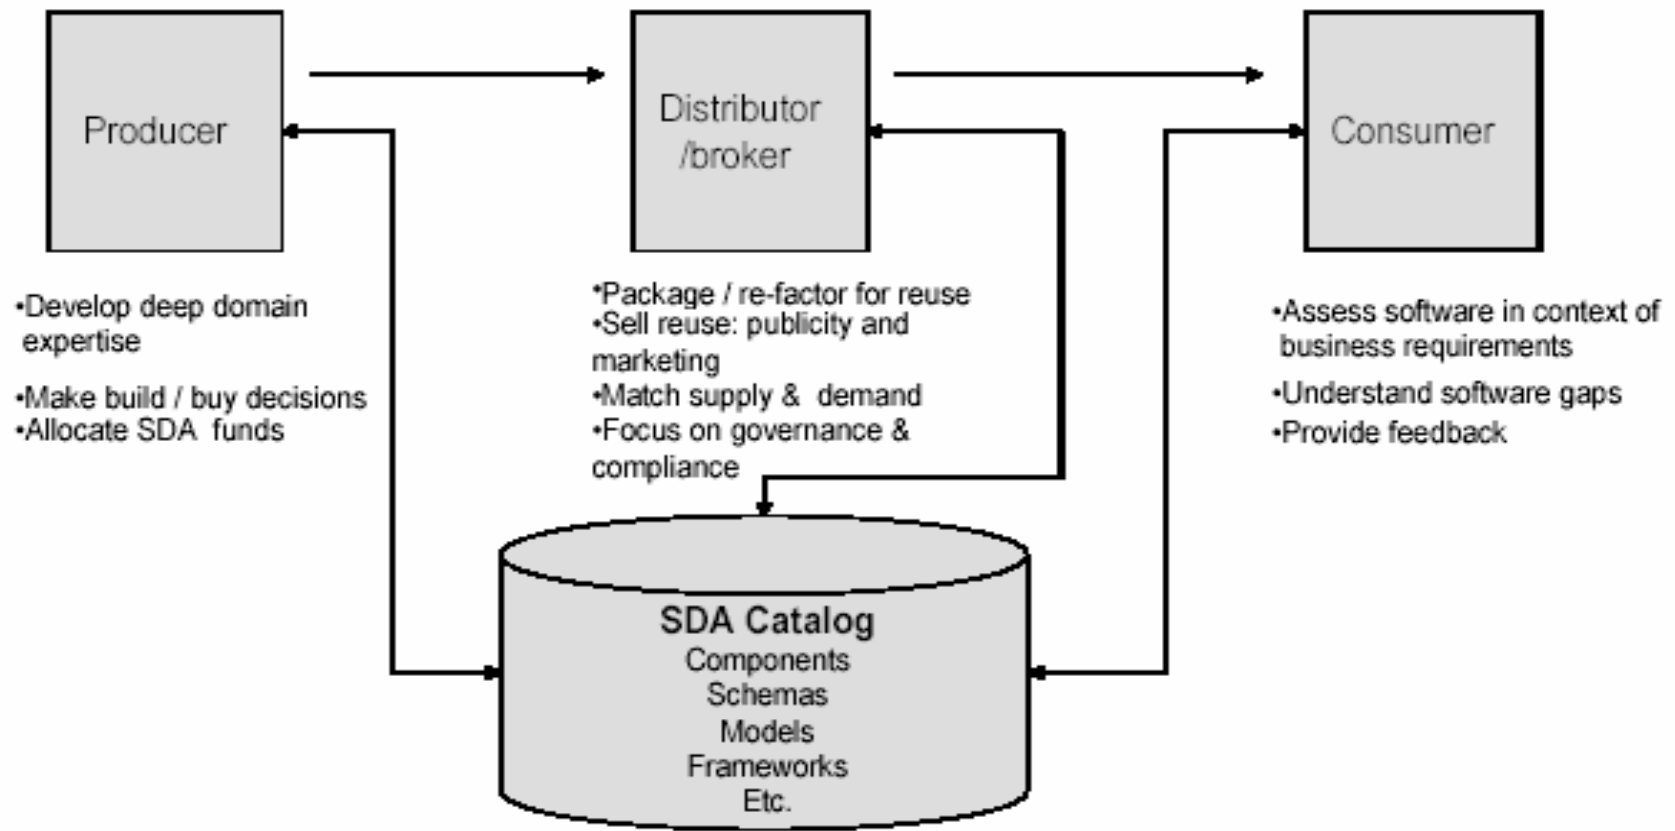 Producer
Distributor
/broker
Consumer
•Develop deep domain
expertise
•Make build / buy decisions
•Allocate SDA funds
•Package / re-factor for reuse
•Sell reuse: publicity and
marketing
•Match supply & demand
•Focus on governance &
compliance
•Assess software in context of
business requirements
•Understand software gaps
•Provide feedback
SDA Catalog
Components
Schemas
Models
Frameworks
Etc.